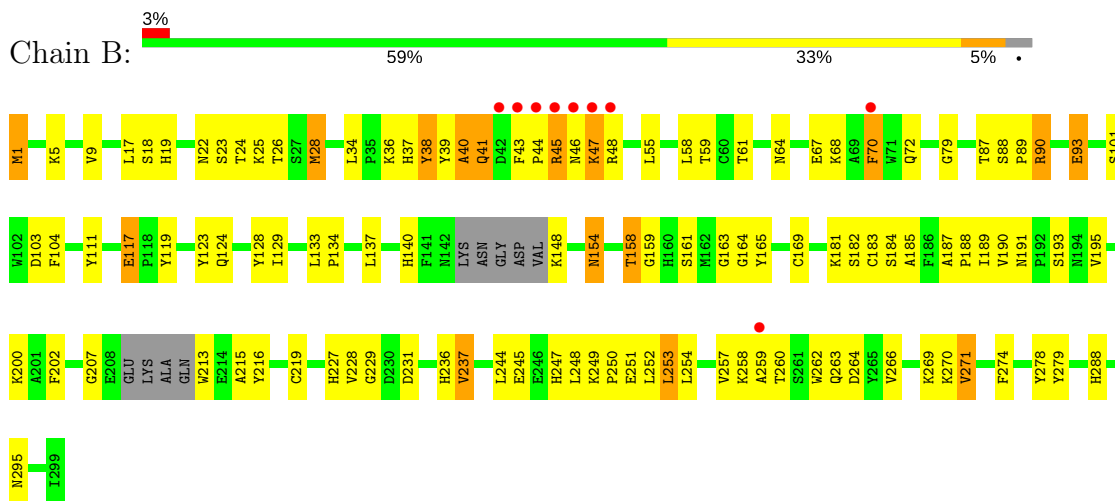 3%
Chain B:
59% 33% 5% •
M1 K5 V9 L17 S18 H19 N22 S23 T24 K25 T26 S27 M28 L34 P35 K36 H37 Y38 Y39 A40 Q41 D42 F43 P44 R45 N46 K47 R48 L55 L58 T59 C60 T61 N64 E67 K68 A69 F70 W71 Q72 G79 T87 S88 P89 R90 E93 S101
W102 D103 F104 Y111 E117 P118 Y119 Y123 Q124 Y128 I129 L133 P134 L137 H140 F141 N142 LYS ASN GLY ASP VAL K148 N154 T158 G159 H160 S161 M162 G163 G164 Y165 C169 K181 S182 C183 S184 A185 F186 A187 P188 I189 V190 N191 P192 S193 N194 V195
K200 A201 F202 G207 E208 GLU LYS ALA GLN W213 E214 A215 Y216 C219 H227 V228 G229 D230 D231 H236 V237 L244 E245 E246 H247 L248 K249 P250 E251 L252 L253 L254 V257 K258 A259 T260 S261 W262 Q263 D264 Y265 V266 K269 K270 V271 F274 Y278 Y279 H288
N295 I299